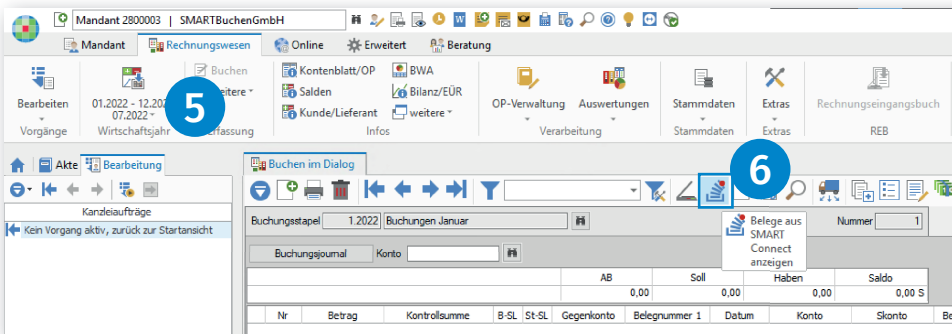 Mandant 2800003 | SMARTBuchenGmbH
Mandant Rechnungswesen Online Erweitert Beratung
Bearbeiten
Vorgänge
01.2022 - 12.202
07.2022
Wirtschaftsjahr
5
Buchen
Kontenblatt/OP BWA
Salden Bilanz/EÜR
Kunde/Lieferant weitere
Infos
OP-Verwaltung Auswertungen
Verarbeitung
Stammdaten
Stammdaten
Extras
Extras
Rechnungseingangsbuch
REB
Akte Bearbeitung
Kanzleiaufträge
Kein Vorgang aktiv, zurück zur Startansicht
Buchen im Dialog
6
Buchungsstapel 1.2022 Buchungen Januar Nummer 1
Belege aus
SMART
Connect
anzeigen
Buchungsjournal Konto
AB Soll Haben Saldo
0,00 0,00 0,00 0,00 S
Nr Betrag Kontrollsumme B-SL St-SL Gegenkonto Belegnummer 1 Datum Konto Skonto